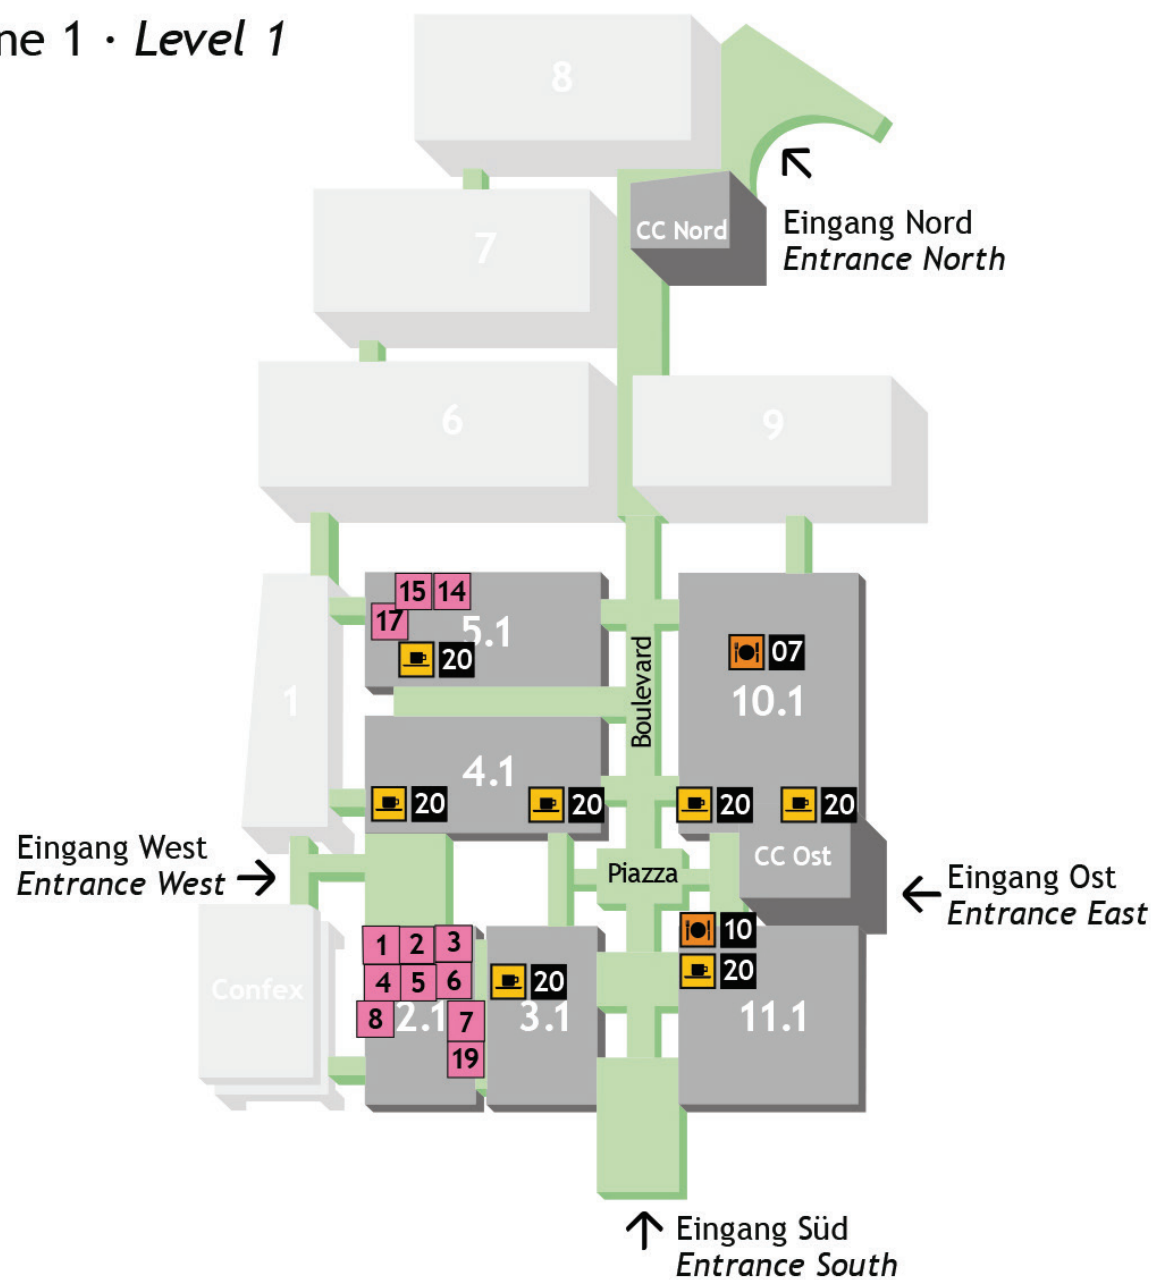 ne 1 · Level 1
8
CC Nord
Eingang Nord
Entrance North
7
6
9
15 14
17
5.1
20
07
10.1
1
Boulevard
4.1
20
20
20
20
CC Ost
Eingang West
Entrance West
Piazza
Eingang Ost
Entrance East
1 2 3
4 5 6
8 2.1 7
19
20
3.1
10
20
11.1
Confex
Eingang Süd
Entrance South